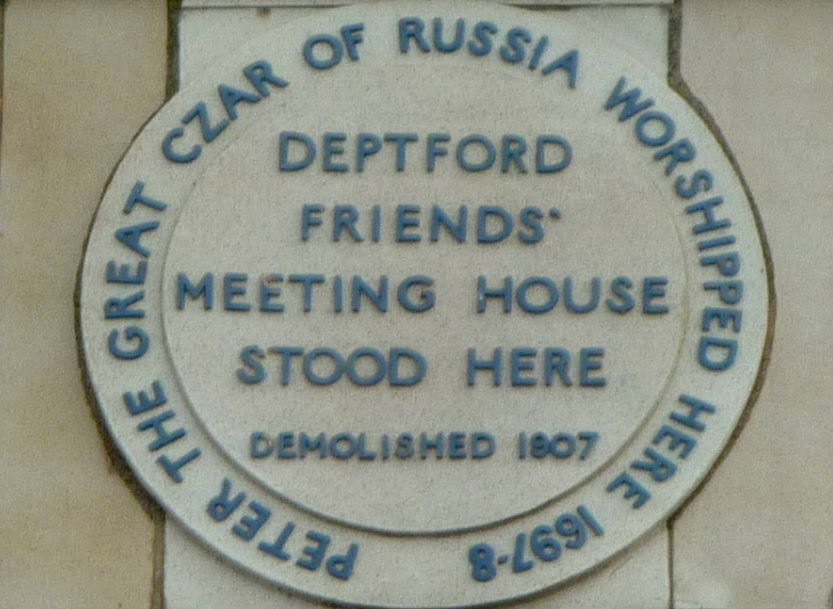 PETER THE GREAT CZAR OF RUSSIA WORSHIPPED HERE 1697-8
DEPTFORD
FRIENDS'
MEETING HOUSE
STOOD HERE
DEMOLISHED 1907